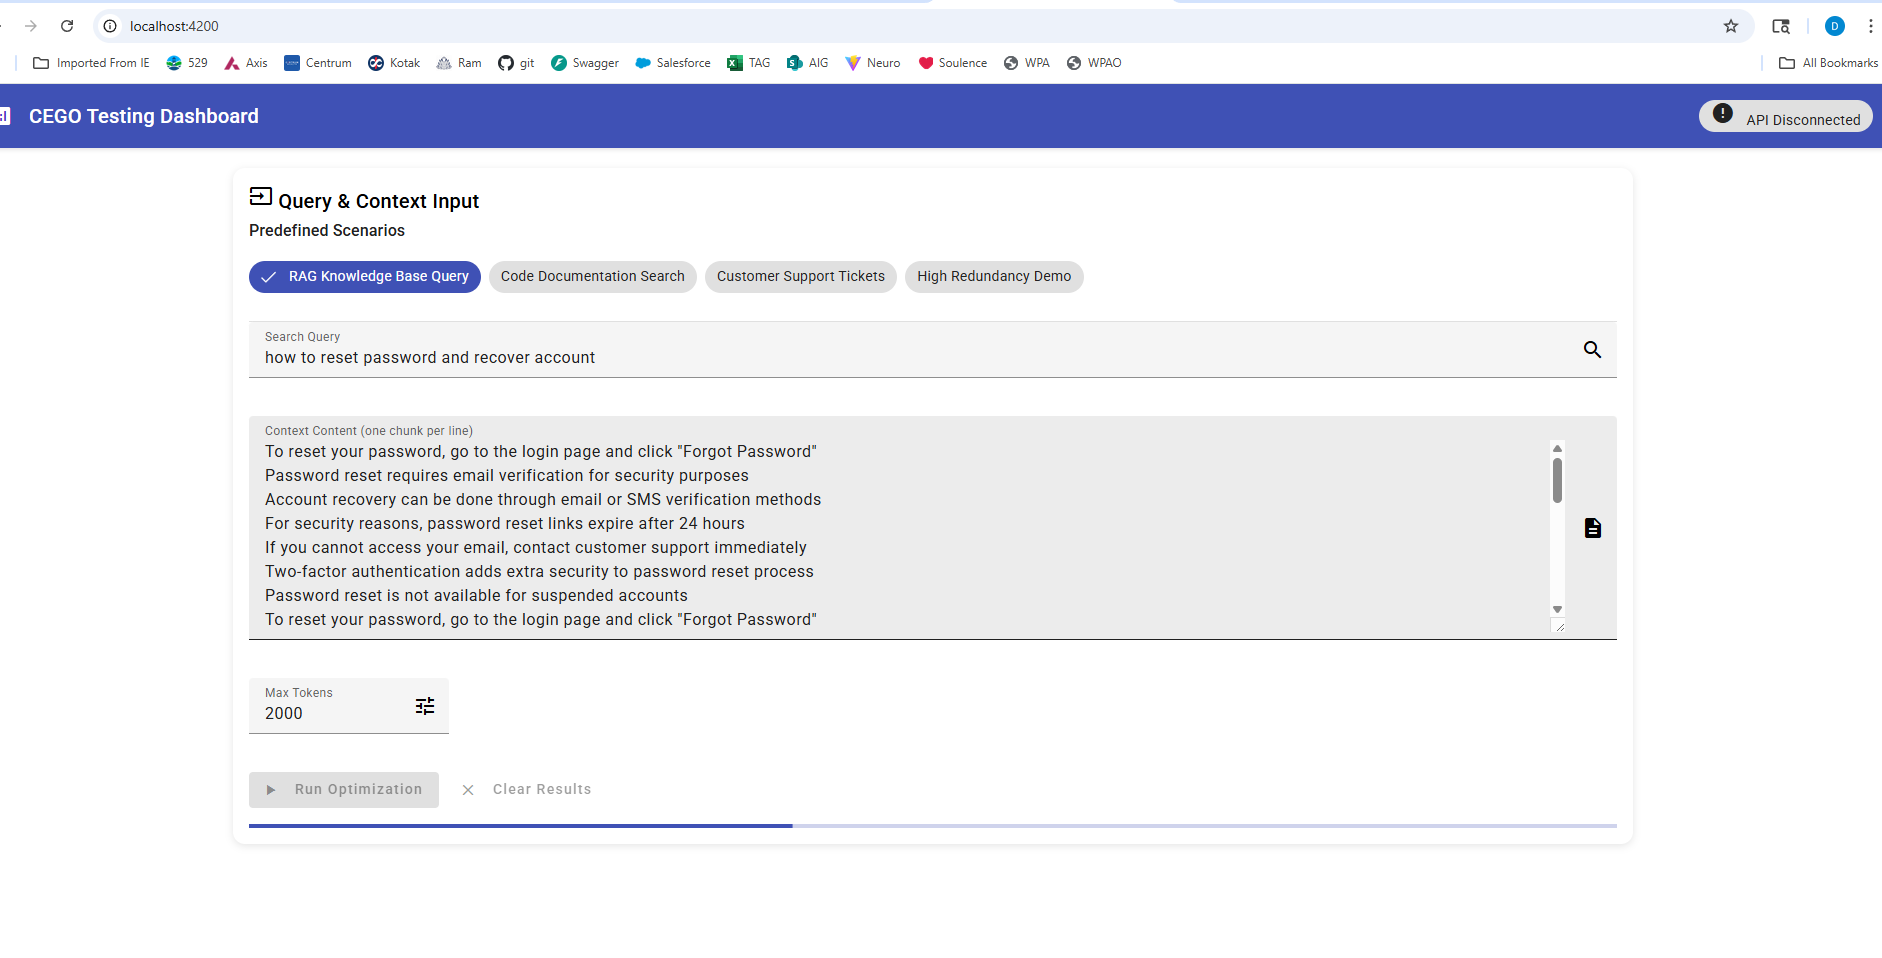 localhost:4200
D
Imported From IE 529 Axis Centrum Kotak Ram git Swagger Salesforce TAG AIG Neuro Soulence WPA WPAO All Bookmarks
CEGO Testing Dashboard
API Disconnected
Query & Context Input
Predefined Scenarios
RAG Knowledge Base Query Code Documentation Search Customer Support Tickets High Redundancy Demo
Search Query
how to reset password and recover account
Context Content (one chunk per line)
To reset your password, go to the login page and click "Forgot Password"
Password reset requires email verification for security purposes
Account recovery can be done through email or SMS verification methods
For security reasons, password reset links expire after 24 hours
If you cannot access your email, contact customer support immediately
Two-factor authentication adds extra security to password reset process
Password reset is not available for suspended accounts
To reset your password, go to the login page and click "Forgot Password"
Max Tokens
2000
Run Optimization Clear Results